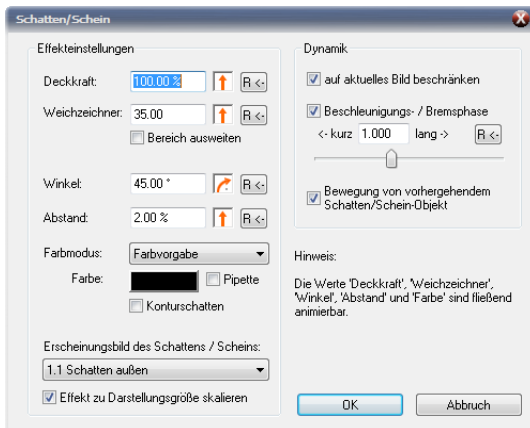 Schatten/Schein
Effekteinstellungen
Deckkraft: 100.00 % R <-
Weichzeichner: 35.00 R <-
Bereich ausweiten
Winkel: 45.00 ° R <-
Abstand: 2.00 % R <-
Farbmodus: Farbvorgabe
Farbe: Pipette
Konturschatten
Erscheinungsbild des Schattens / Scheins:
1.1 Schatten außen
Effekt zu Darstellungsgröße skalieren
Dynamik
auf aktuelles Bild beschränken
Beschleunigungs- / Bremsphase
<- kurz 1.000 lang -> R <-
Bewegung von vorhergehendem
Schatten/Schein-Objekt
Hinweis:
Die Werte 'Deckkraft', 'Weichzeichner',
'Winkel', 'Abstand' und 'Farbe' sind fließend
animierbar.
OK Abbruch